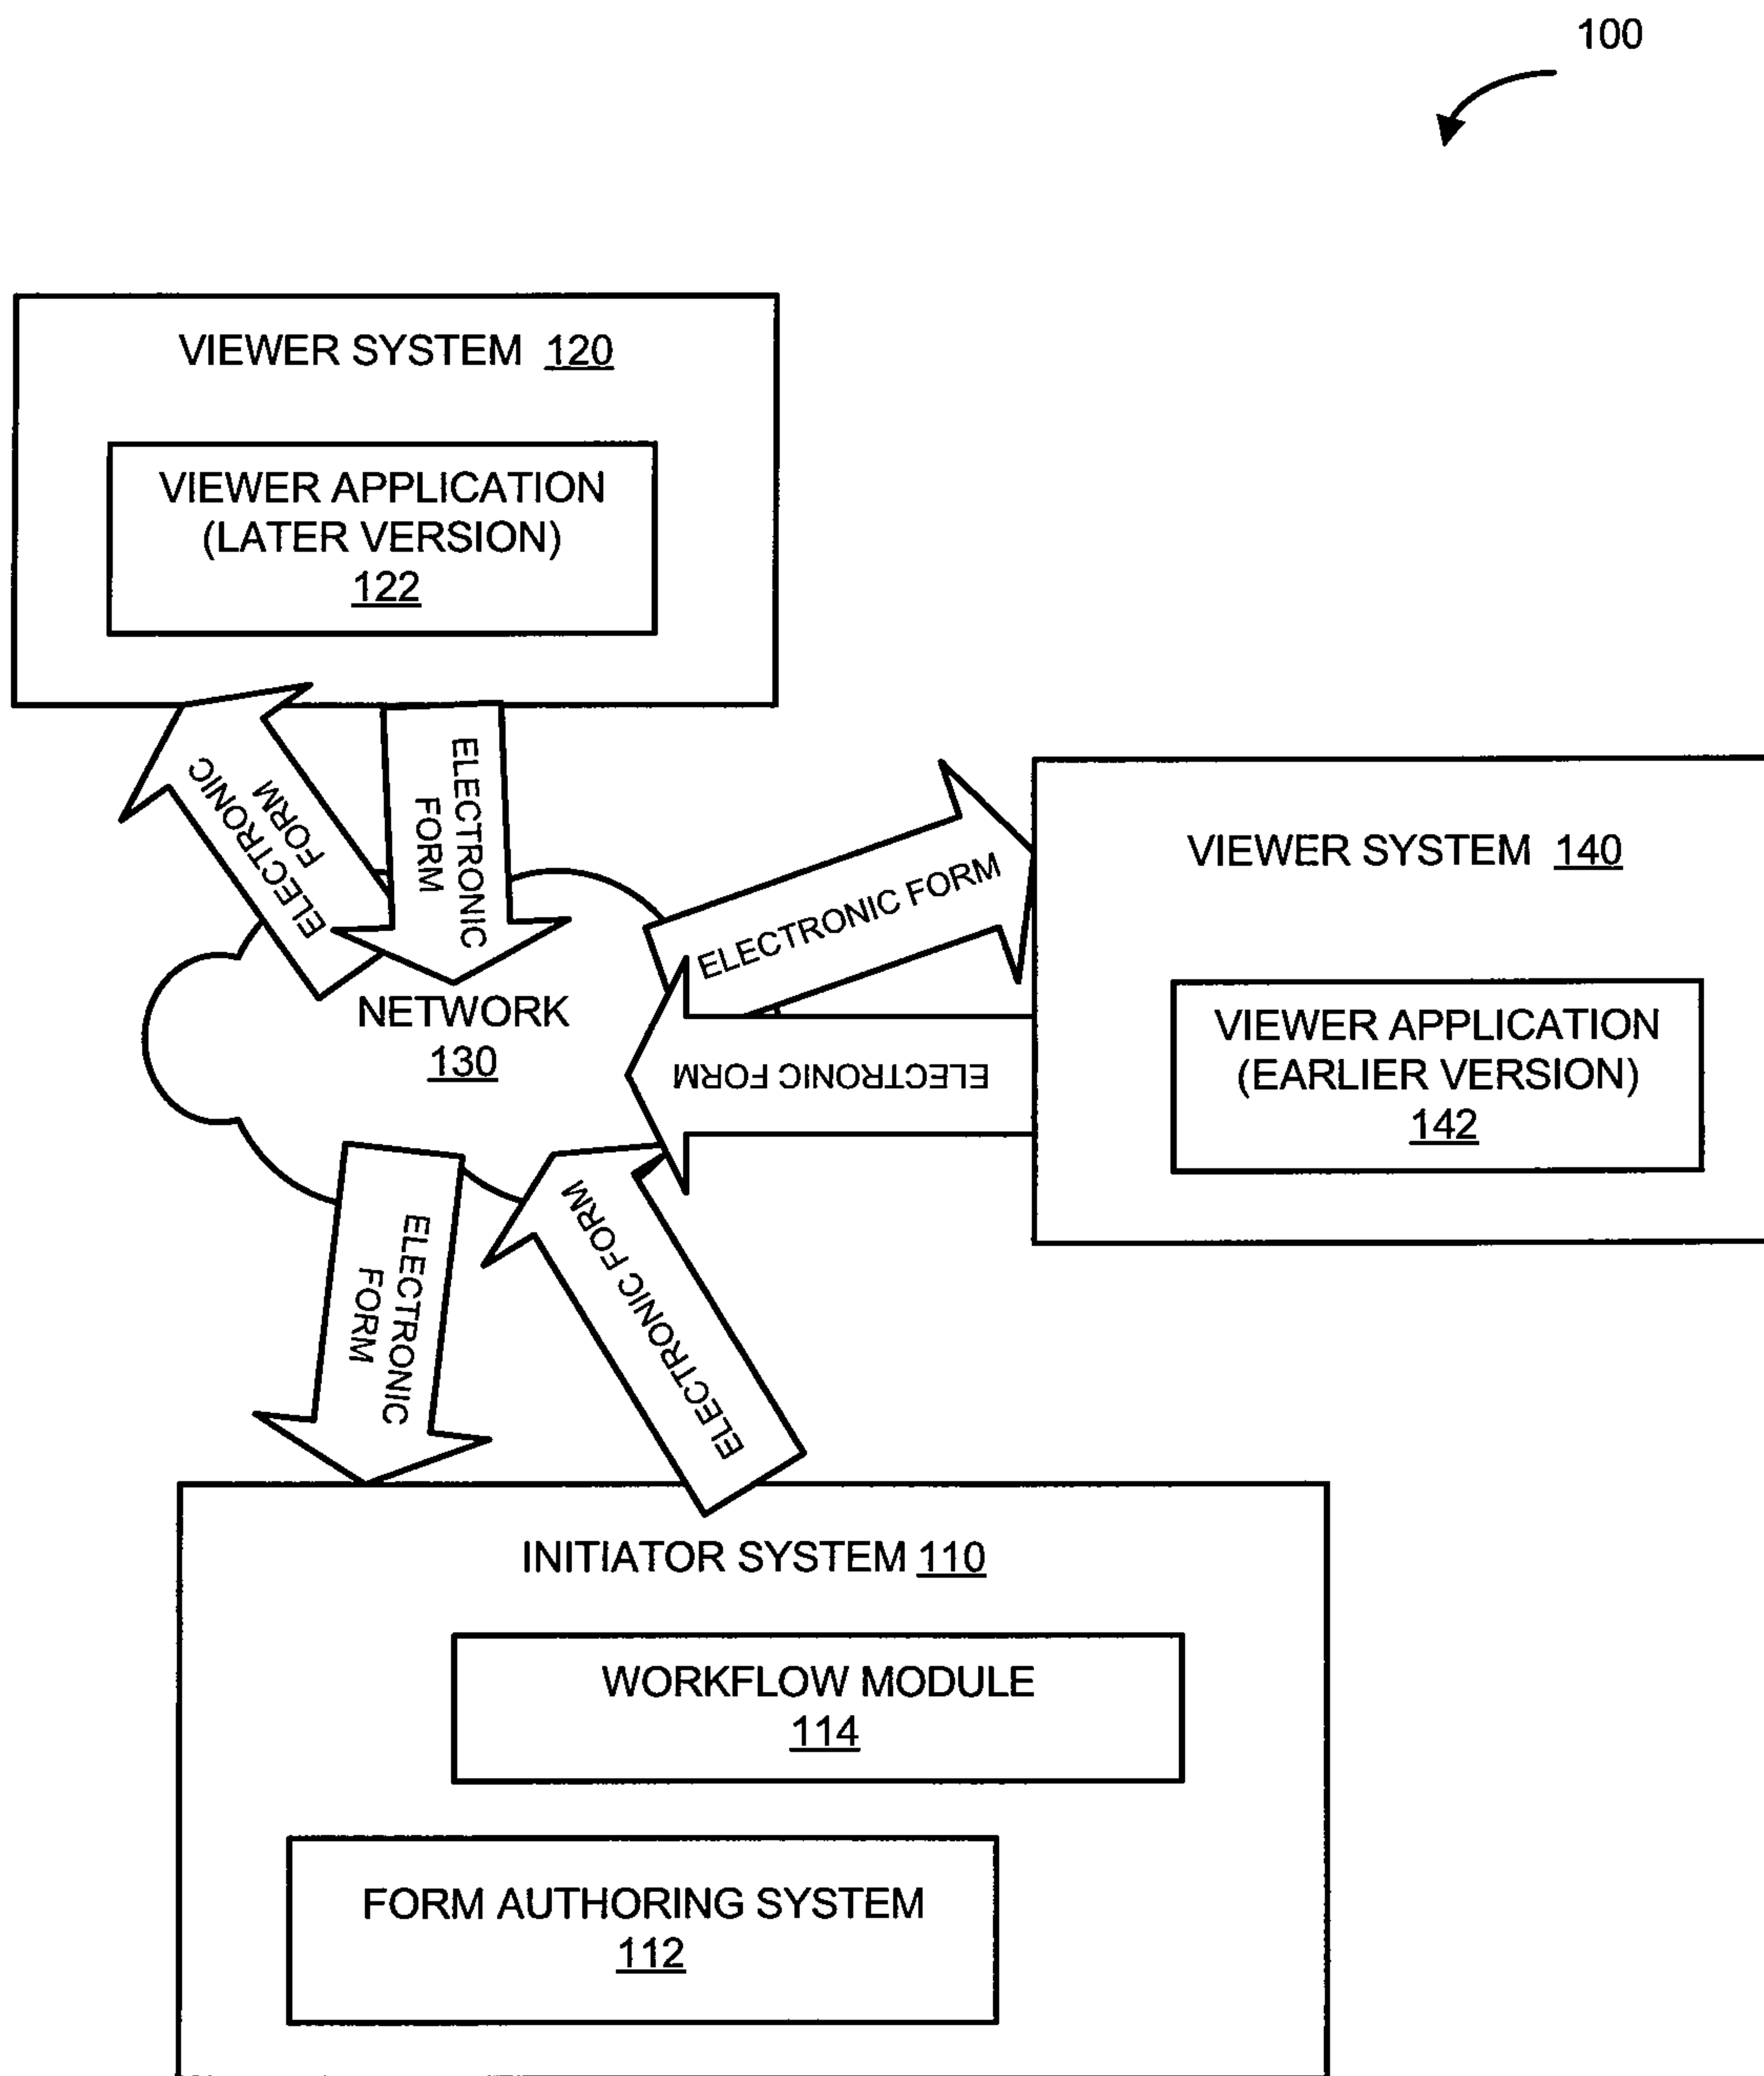 100
VIEWER SYSTEM 120
VIEWER APPLICATION
(LATER VERSION)
122
ELECTRONIC
FORM
ELECTRONIC
FORM
ELECTRONIC FORM
VIEWER SYSTEM 140
VIEWER APPLICATION
(EARLIER VERSION)
142
NETWORK
130
ELECTRONIC FORM
ELECTRONIC
FORM
ELECTRONIC FORM
INITIATOR SYSTEM 110
WORKFLOW MODULE
114
FORM AUTHORING SYSTEM
112